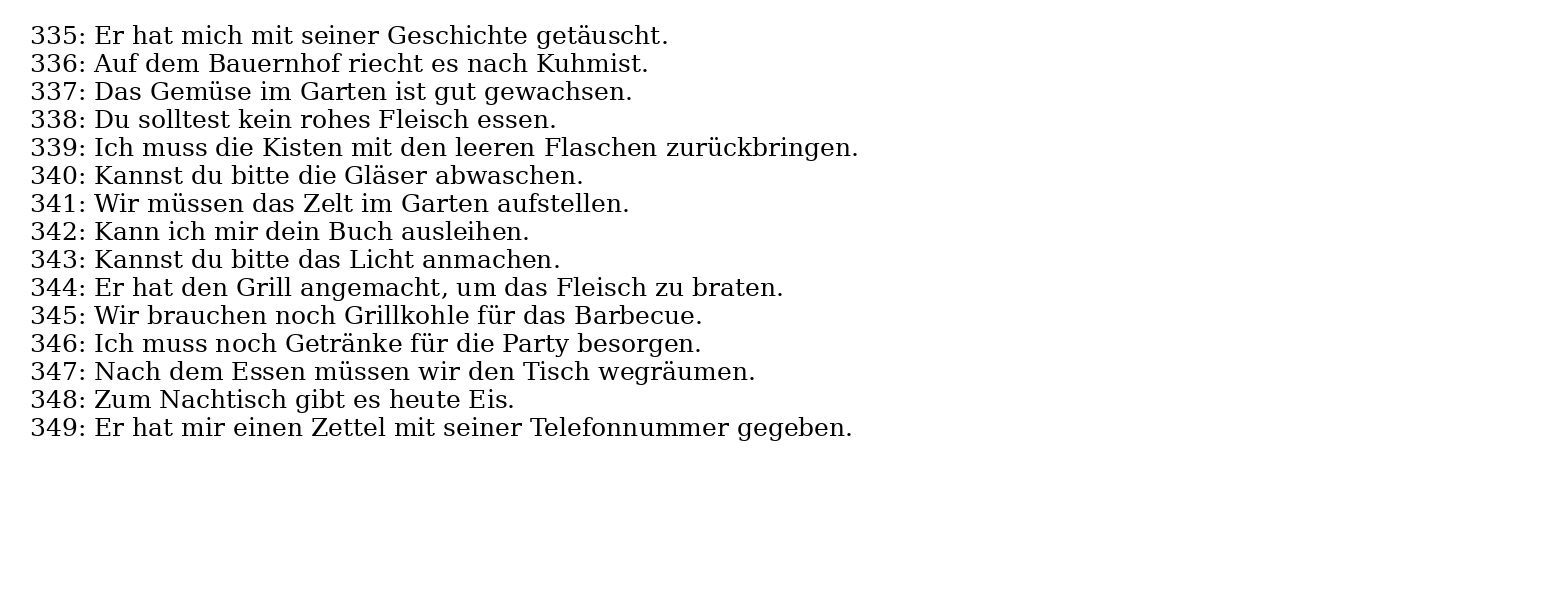 335: Er hat mich mit seiner Geschichte getäuscht.
336: Auf dem Bauernhof riecht es nach Kuhmist.
337: Das Gemüse im Garten ist gut gewachsen.
338: Du solltest kein rohes Fleisch essen.
339: Ich muss die Kisten mit den leeren Flaschen zurückbringen.
340: Kannst du bitte die Gläser abwaschen.
341: Wir müssen das Zelt im Garten aufstellen.
342: Kann ich mir dein Buch ausleihen.
343: Kannst du bitte das Licht anmachen.
344: Er hat den Grill angemacht, um das Fleisch zu braten.
345: Wir brauchen noch Grillkohle für das Barbecue.
346: Ich muss noch Getränke für die Party besorgen.
347: Nach dem Essen müssen wir den Tisch wegräumen.
348: Zum Nachtisch gibt es heute Eis.
349: Er hat mir einen Zettel mit seiner Telefonnummer gegeben.